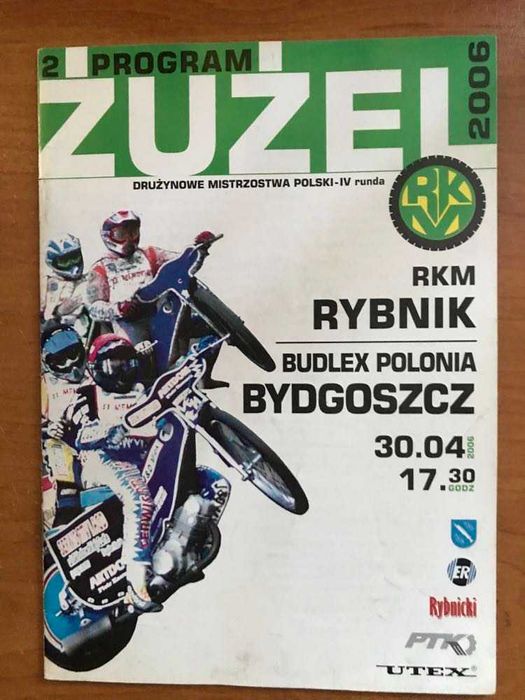 2 PROGRAM
ŻUŻEL
2006
DRUŻYNOWE MISTRZOSTWA POLSKI-IV runda
RKM
RKM
RYBNIK
BUDLEX POLONIA
BYDGOSZCZ
30.04 2006
17.30 GODZ
ER
Rybnicki
PTK
UTEX